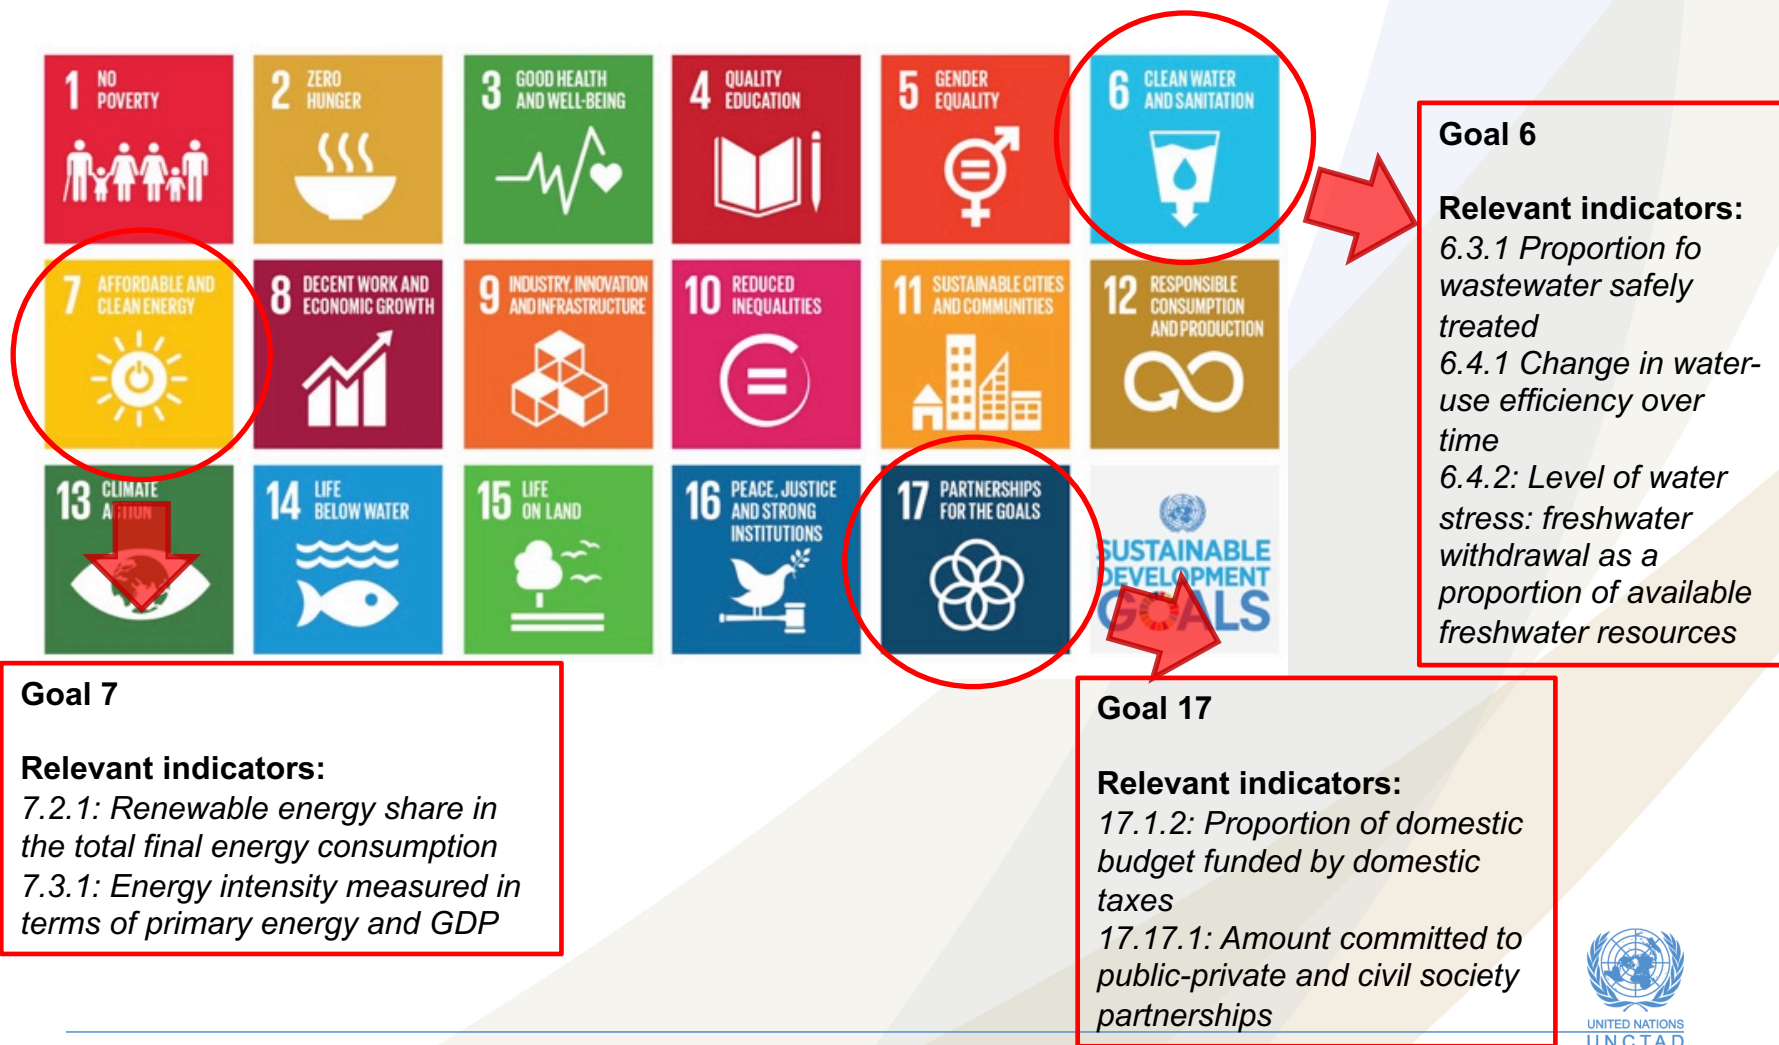 1 NO
POVERTY
2 ZERO
HUNGER
3 GOOD HEALTH
AND WELL-BEING
4 QUALITY
EDUCATION
5 GENDER
EQUALITY
6 CLEAN WATER
AND SANITATION
7 AFFORDABLE AND
CLEAN ENERGY
8 DECENT WORK AND
ECONOMIC GROWTH
9 INDUSTRY, INNOVATION
AND INFRASTRUCTURE
10 REDUCED
INEQUALITIES
11 SUSTAINABLE CITIES
AND COMMUNITIES
12 RESPONSIBLE
CONSUMPTION
AND PRODUCTION
13 CLIMATE
ACTION
14 LIFE
BELOW WATER
15 LIFE
ON LAND
16 PEACE, JUSTICE
AND STRONG
INSTITUTIONS
17 PARTNERSHIPS
FOR THE GOALS
SUSTAINABLE
DEVELOPMENT
GOALS
Goal 6
Relevant indicators:
6.3.1 Proportion fo
wastewater safely
treated
6.4.1 Change in water-
use efficiency over
time
6.4.2: Level of water
stress: freshwater
withdrawal as a
proportion of available
freshwater resources
Goal 7
Relevant indicators:
7.2.1: Renewable energy share in
the total final energy consumption
7.3.1: Energy intensity measured in
terms of primary energy and GDP
Goal 17
Relevant indicators:
17.1.2: Proportion of domestic
budget funded by domestic
taxes
17.17.1: Amount committed to
public-private and civil society
partnerships
UNITED NATIONS
UNCTAD